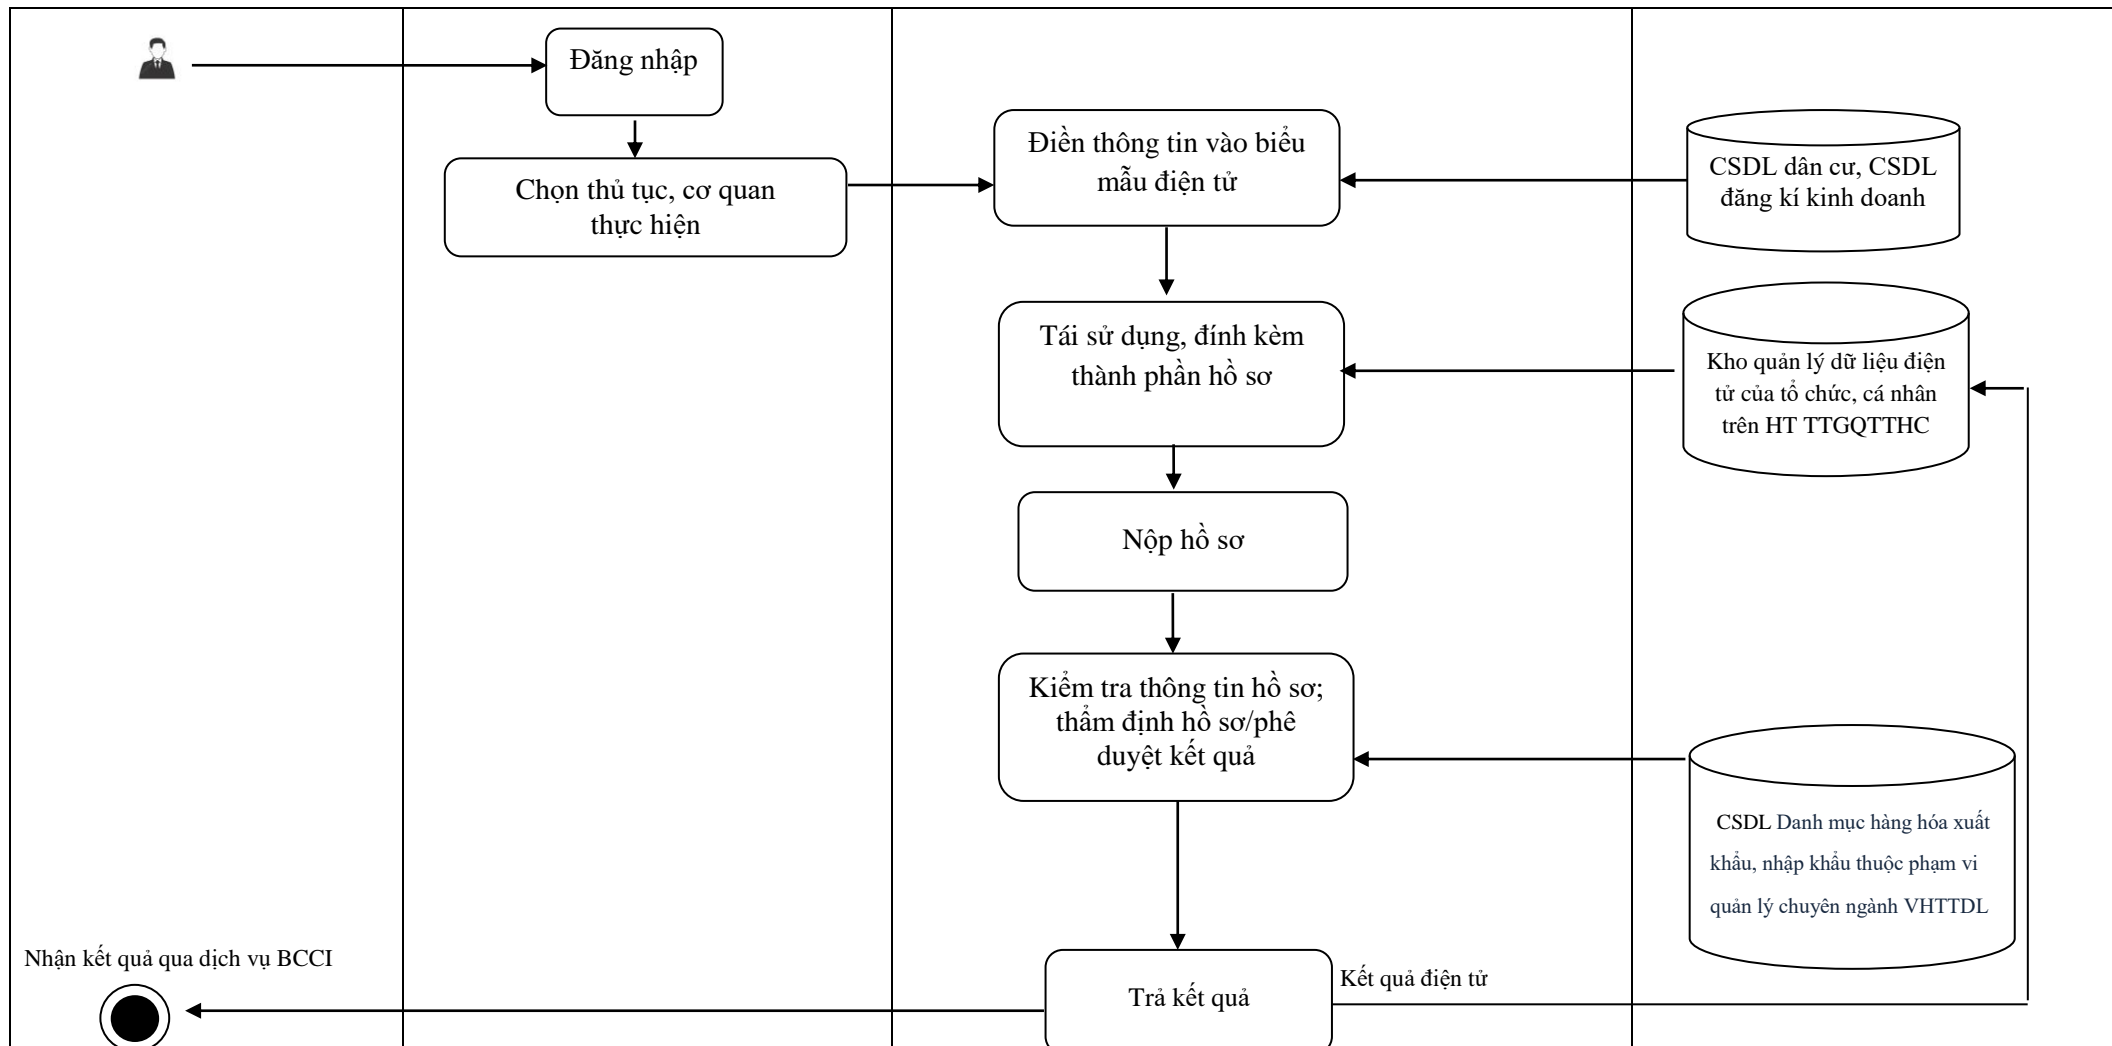 Đăng nhập
Chọn thủ tục, cơ quan
thực hiện
Điền thông tin vào biểu
mẫu điện tử
CSDL dân cư, CSDL
đăng kí kinh doanh
Tái sử dụng, đính kèm
thành phần hồ sơ
Kho quản lý dữ liệu điện
tử của tổ chức, cá nhân
trên HT TTGQTTHC
Nộp hồ sơ
Kiểm tra thông tin hồ sơ;
thẩm định hồ sơ/phê
duyệt kết quả
CSDL Danh mục hàng hóa xuất
khẩu, nhập khẩu thuộc phạm vi
quản lý chuyên ngành VHTTDL
Nhận kết quả qua dịch vụ BCCI
Trả kết quả
Kết quả điện tử